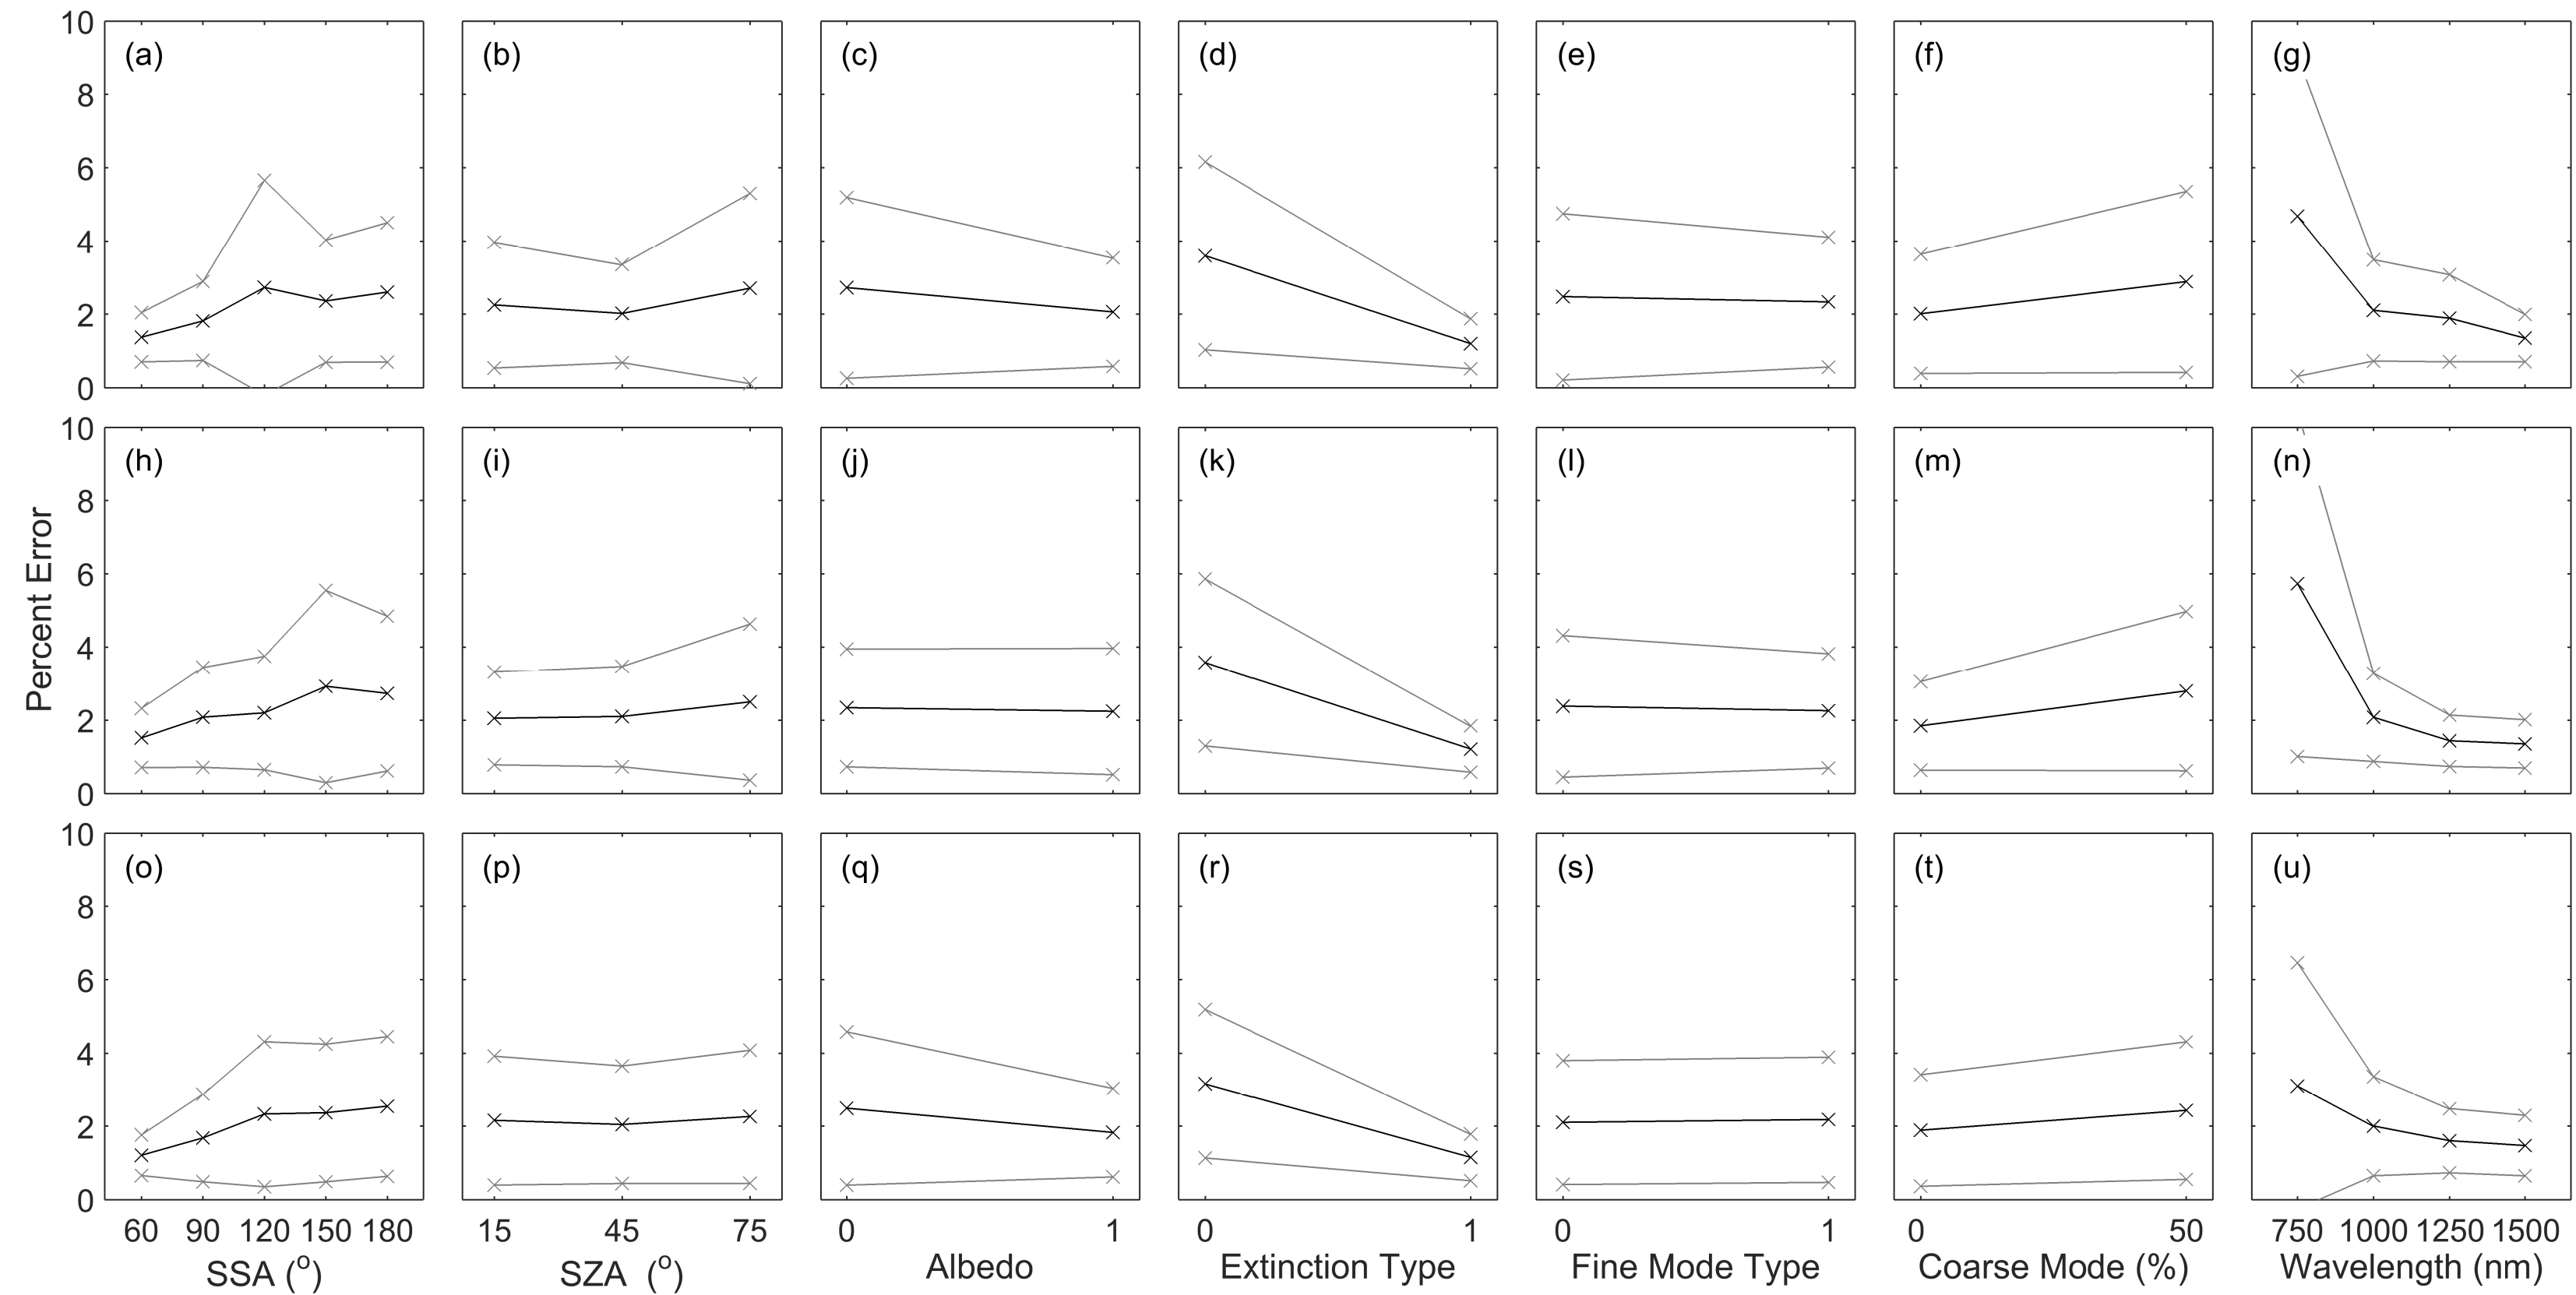 10 (a) (b) (c) (d) (e) (f) (g)
8
6
4
2
0
10 (h) (i) (j) (k) (l) (m) (n)
8
6
4
2
0
Percent Error
10 (o) (p) (q) (r) (s) (t) (u)
8
6
4
2
0
60 90 120 150 180 15 45 75 0 1 0 1 0 1 0 50 750 1000 1250 1500
SSA (o) SZA (o) Albedo Extinction Type Fine Mode Type Coarse Mode (%) Wavelength (nm)